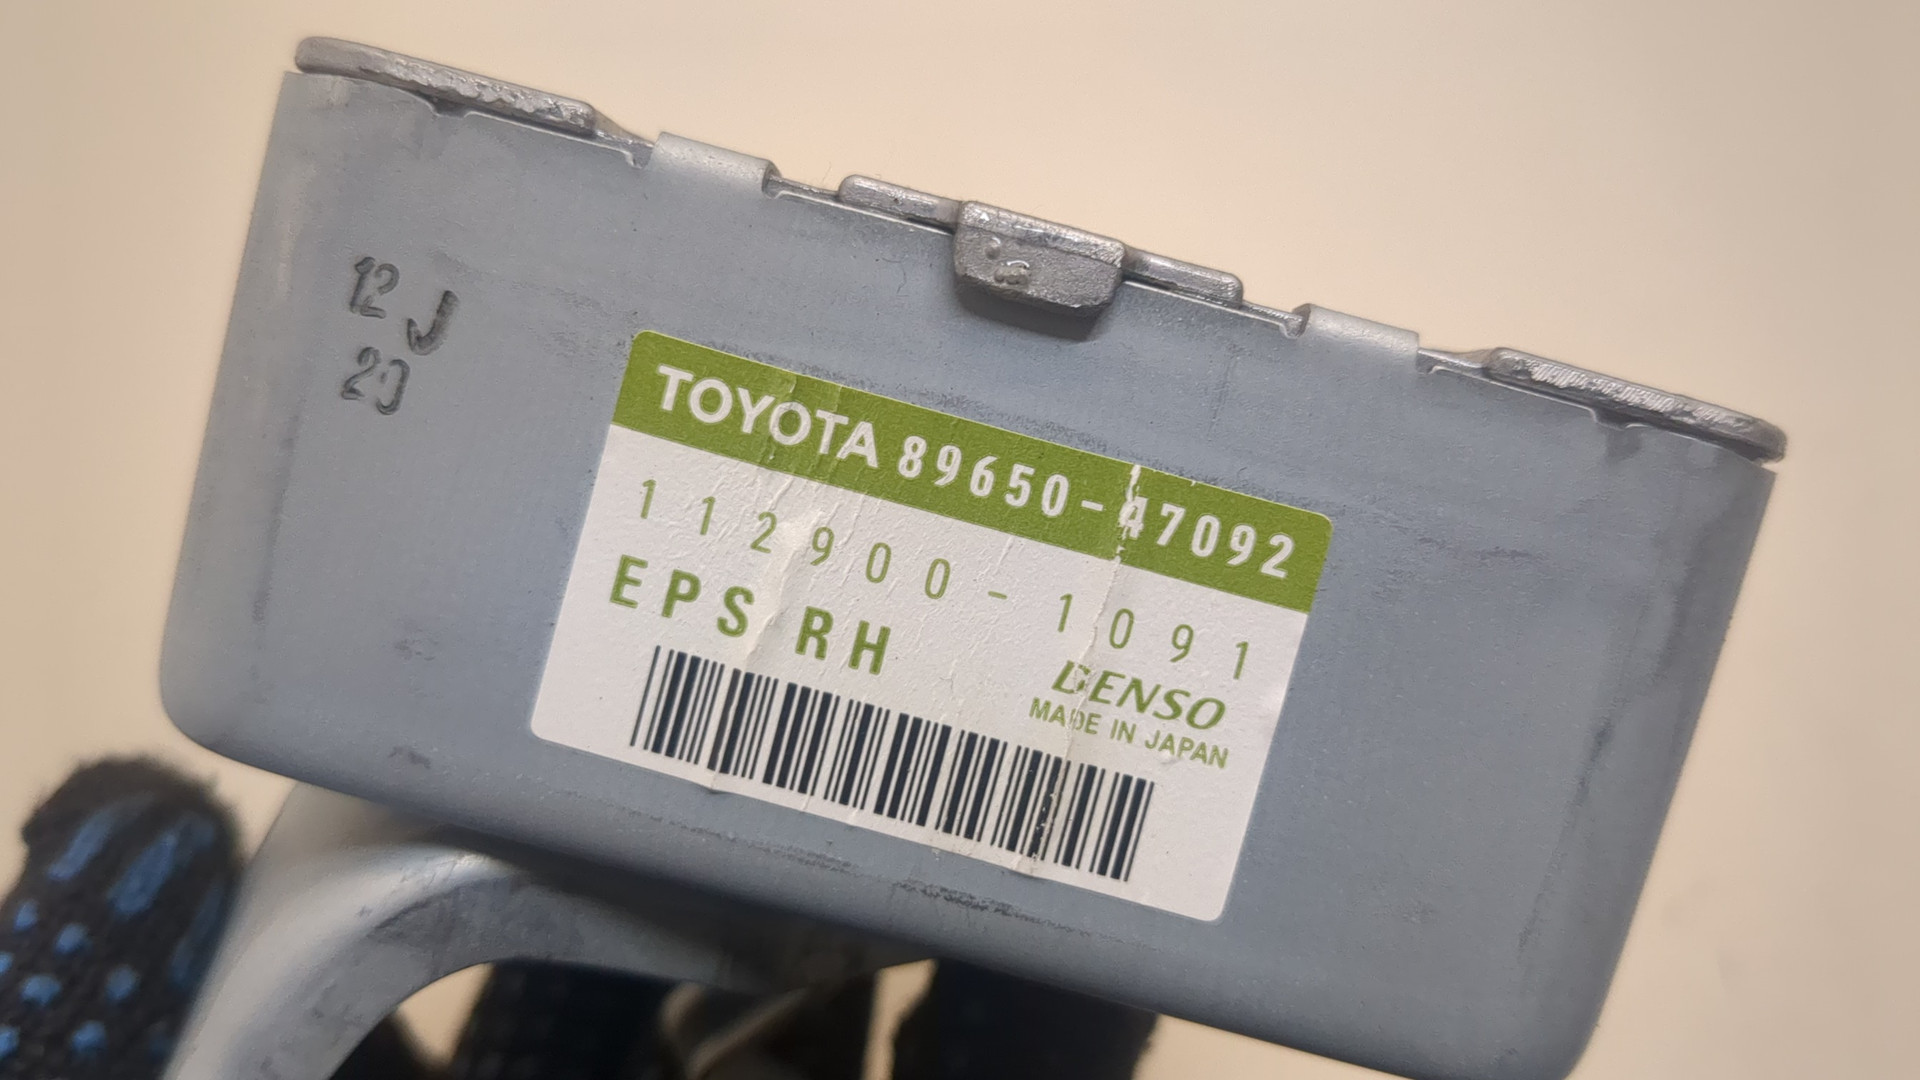 12 J
20
TOYOTA 89650-47092
112900-1091
EPS RH
DENSO
MADE IN JAPAN